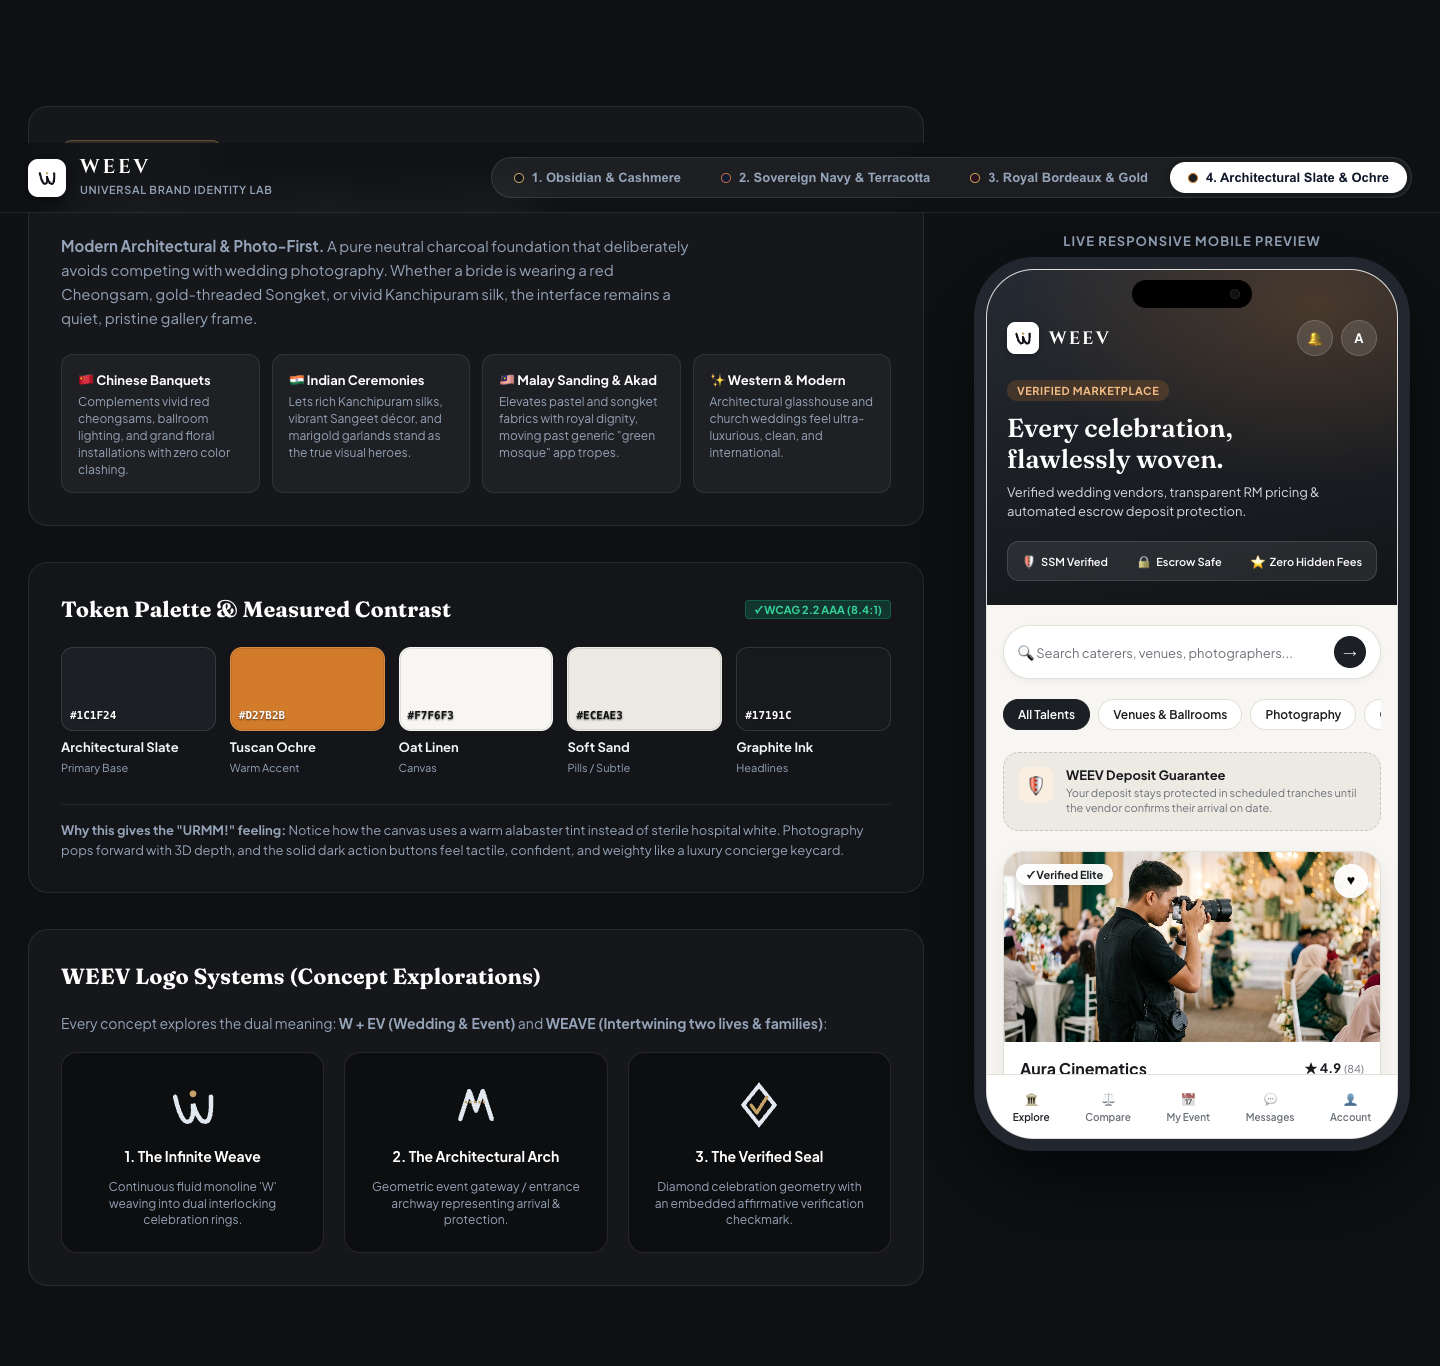 WEEV
UNIVERSAL BRAND IDENTITY LAB
1. Obsidian & Cashmere
2. Sovereign Navy & Terracotta
3. Royal Bordeaux & Gold
4. Architectural Slate & Ochre
Modern Architectural & Photo-First. A pure neutral charcoal foundation that deliberately
avoids competing with wedding photography. Whether a bride is wearing a red
Cheongsam, gold-threaded Songket, or vivid Kanchipuram silk, the interface remains a
quiet, pristine gallery frame.
🇨🇳 Chinese Banquets
Complements vivid red
cheongsams, ballroom
lighting, and grand floral
installations with zero color
clashing.
🇮🇳 Indian Ceremonies
Lets rich Kanchipuram silks,
vibrant Sangeet décor, and
marigold garlands stand as
the true visual heroes.
🇲🇾 Malay Sanding & Akad
Elevates pastel and songket
fabrics with royal dignity,
moving past generic "green
mosque" app tropes.
✨ Western & Modern
Architectural glasshouse and
church weddings feel ultra-
luxurious, clean, and
international.
Token Palette & Measured Contrast
✓ WCAG 2.2 AAA (8.4:1)
#1C1F24
Architectural Slate
Primary Base
#D27B2B
Tuscan Ochre
Warm Accent
#F7F6F3
Oat Linen
Canvas
#ECEAE3
Soft Sand
Pills / Subtle
#17191C
Graphite Ink
Headlines
Why this gives the "URMM!" feeling: Notice how the canvas uses a warm alabaster tint instead of sterile hospital white. Photography
pops forward with 3D depth, and the solid dark action buttons feel tactile, confident, and weighty like a luxury concierge keycard.
WEEV Logo Systems (Concept Explorations)
Every concept explores the dual meaning: W + EV (Wedding & Event) and WEAVE (Intertwining two lives & families):
1. The Infinite Weave
Continuous fluid monoline 'W'
weaving into dual interlocking
celebration rings.
2. The Architectural Arch
Geometric event gateway / entrance
archway representing arrival &
protection.
3. The Verified Seal
Diamond celebration geometry with
an embedded affirmative verification
checkmark.
LIVE RESPONSIVE MOBILE PREVIEW
WEEV
A
VERIFIED MARKETPLACE
Every celebration,
flawlessly woven.
Verified wedding vendors, transparent RM pricing &
automated escrow deposit protection.
SSM Verified
Escrow Safe
Zero Hidden Fees
Search caterers, venues, photographers...
All Talents
Venues & Ballrooms
Photography
WEEV Deposit Guarantee
Your deposit stays protected in scheduled tranches until
the vendor confirms their arrival on date.
✓ Verified Elite
Aura Cinematics
★ 4.9 (84)
Explore
Compare
My Event
Messages
Account